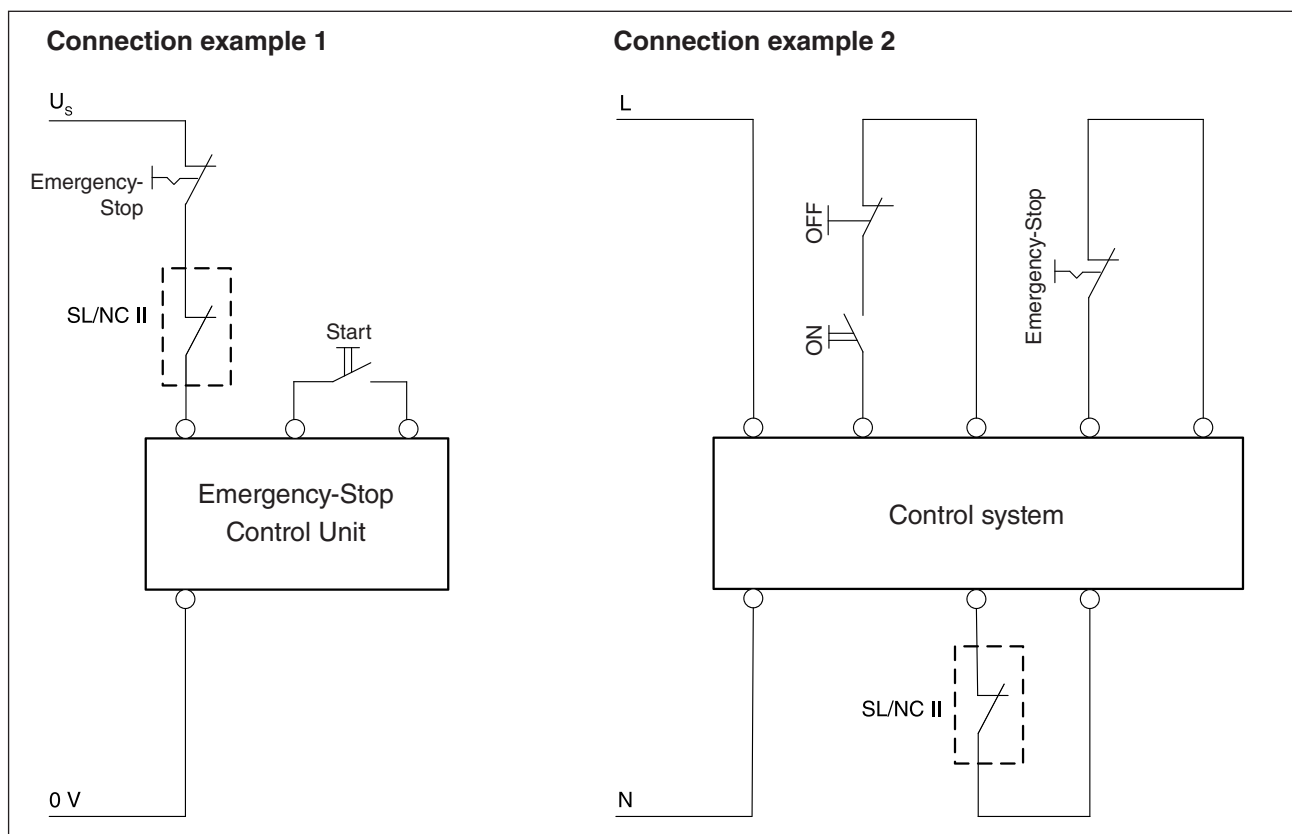 Connection example 1
U_S
Emergency-
Stop
SL/NC II
Start
Emergency-Stop
Control Unit
0 V
Connection example 2
L
OFF
ON
Emergency-Stop
Control system
SL/NC II
N